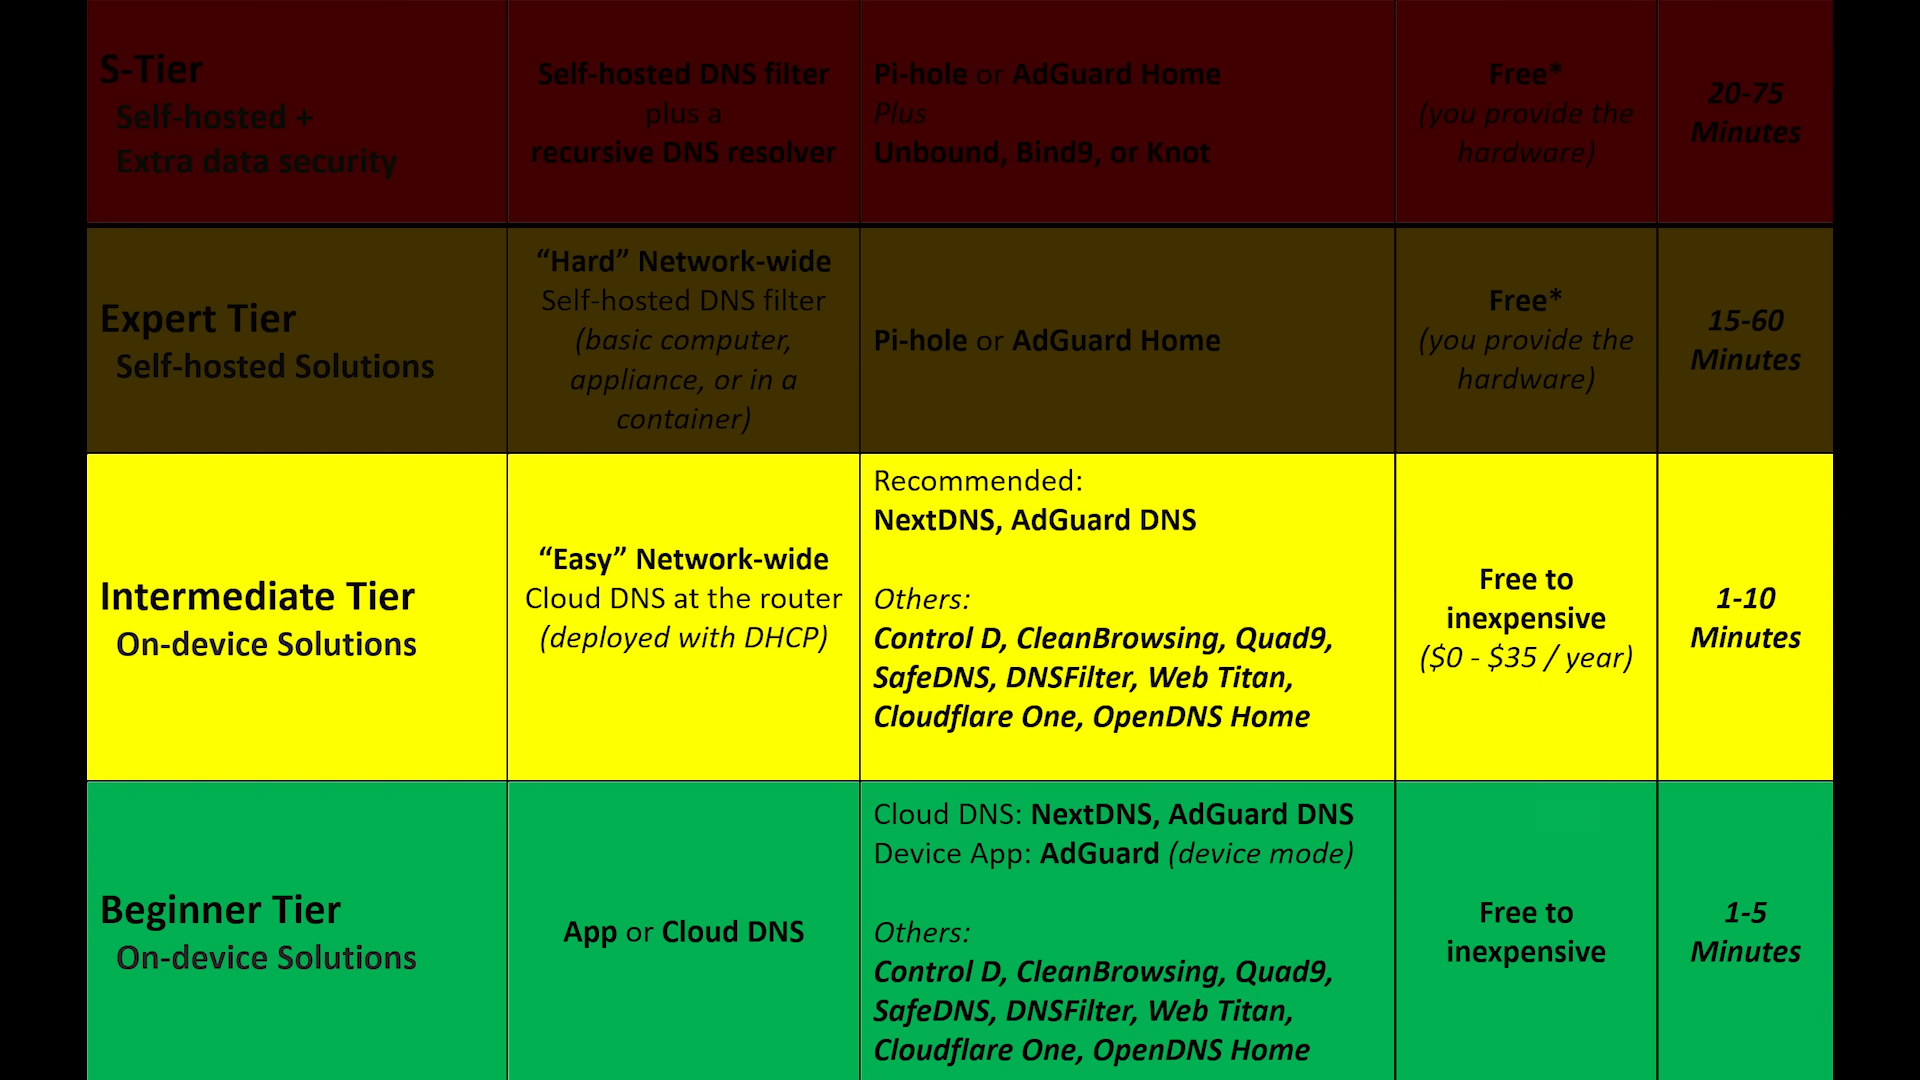 S-Tier
Self-hosted +
Extra data security
Self-hosted DNS filter
plus a
recursive DNS resolver
Pi-hole or AdGuard Home
Plus
Unbound, Bind9, or Knot
Free*
(you provide the
hardware)
20-75
Minutes
Expert Tier
Self-hosted Solutions
“Hard” Network-wide
Self-hosted DNS filter
(basic computer,
appliance, or in a
container)
Pi-hole or AdGuard Home
Free*
(you provide the
hardware)
15-60
Minutes
Intermediate Tier
On-device Solutions
“Easy” Network-wide
Cloud DNS at the router
(deployed with DHCP)
Recommended:
NextDNS, AdGuard DNS
Others:
Control D, CleanBrowsing, Quad9,
SafeDNS, DNSFilter, Web Titan,
Cloudflare One, OpenDNS Home
Free to
inexpensive
($0 - $35 / year)
1-10
Minutes
Beginner Tier
On-device Solutions
App or Cloud DNS
Cloud DNS: NextDNS, AdGuard DNS
Device App: AdGuard (device mode)
Others:
Control D, CleanBrowsing, Quad9,
SafeDNS, DNSFilter, Web Titan,
Cloudflare One, OpenDNS Home
Free to
inexpensive
1-5
Minutes